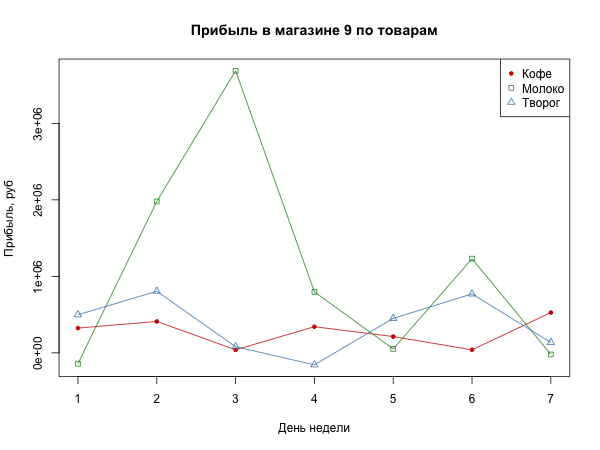 Прибыль в магазине 9 по товарам
Кофе
Молоко
Творог
Прибыль, руб
3e+06
2e+06
1e+06
0e+00
1 2 3 4 5 6 7
День недели